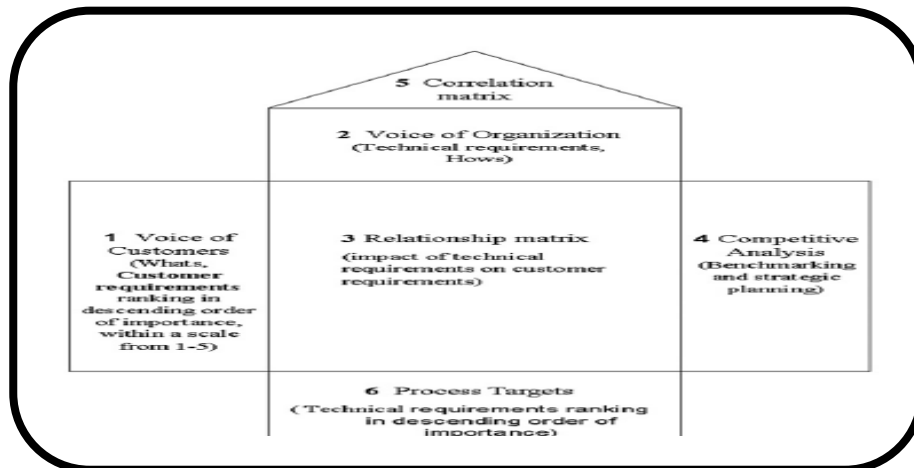 5 Correlation
matrix
2 Voice of Organization
(Technical requirements,
Hows)
1 Voice of
Customers
(Whats,
Customer
requirements
ranking in
descending order
of importance,
within a scale
from 1-5)
3 Relationship matrix
(impact of technical
requirements on customer
requirements)
4 Competitive
Analysis
(Benchmarking
and strategic
planning)
6 Process Targets
(Technical requirements ranking
in descending order of
importance)